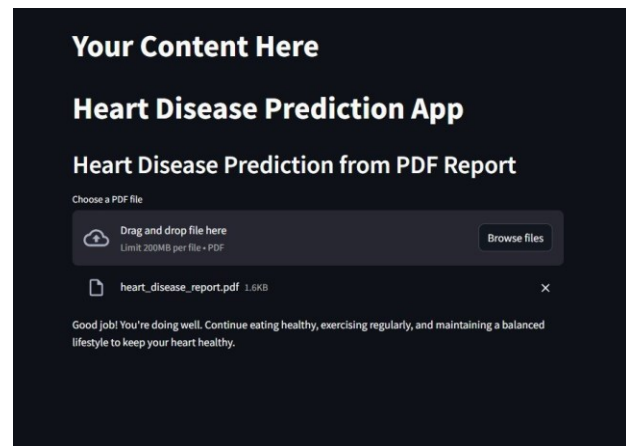 Your Content Here
Heart Disease Prediction App
Heart Disease Prediction from PDF Report
Choose a PDF file
Drag and drop file here
Limit 200MB per file • PDF
Browse files
heart_disease_report.pdf 1.6KB
Good job! You're doing well. Continue eating healthy, exercising regularly, and maintaining a balanced
lifestyle to keep your heart healthy.